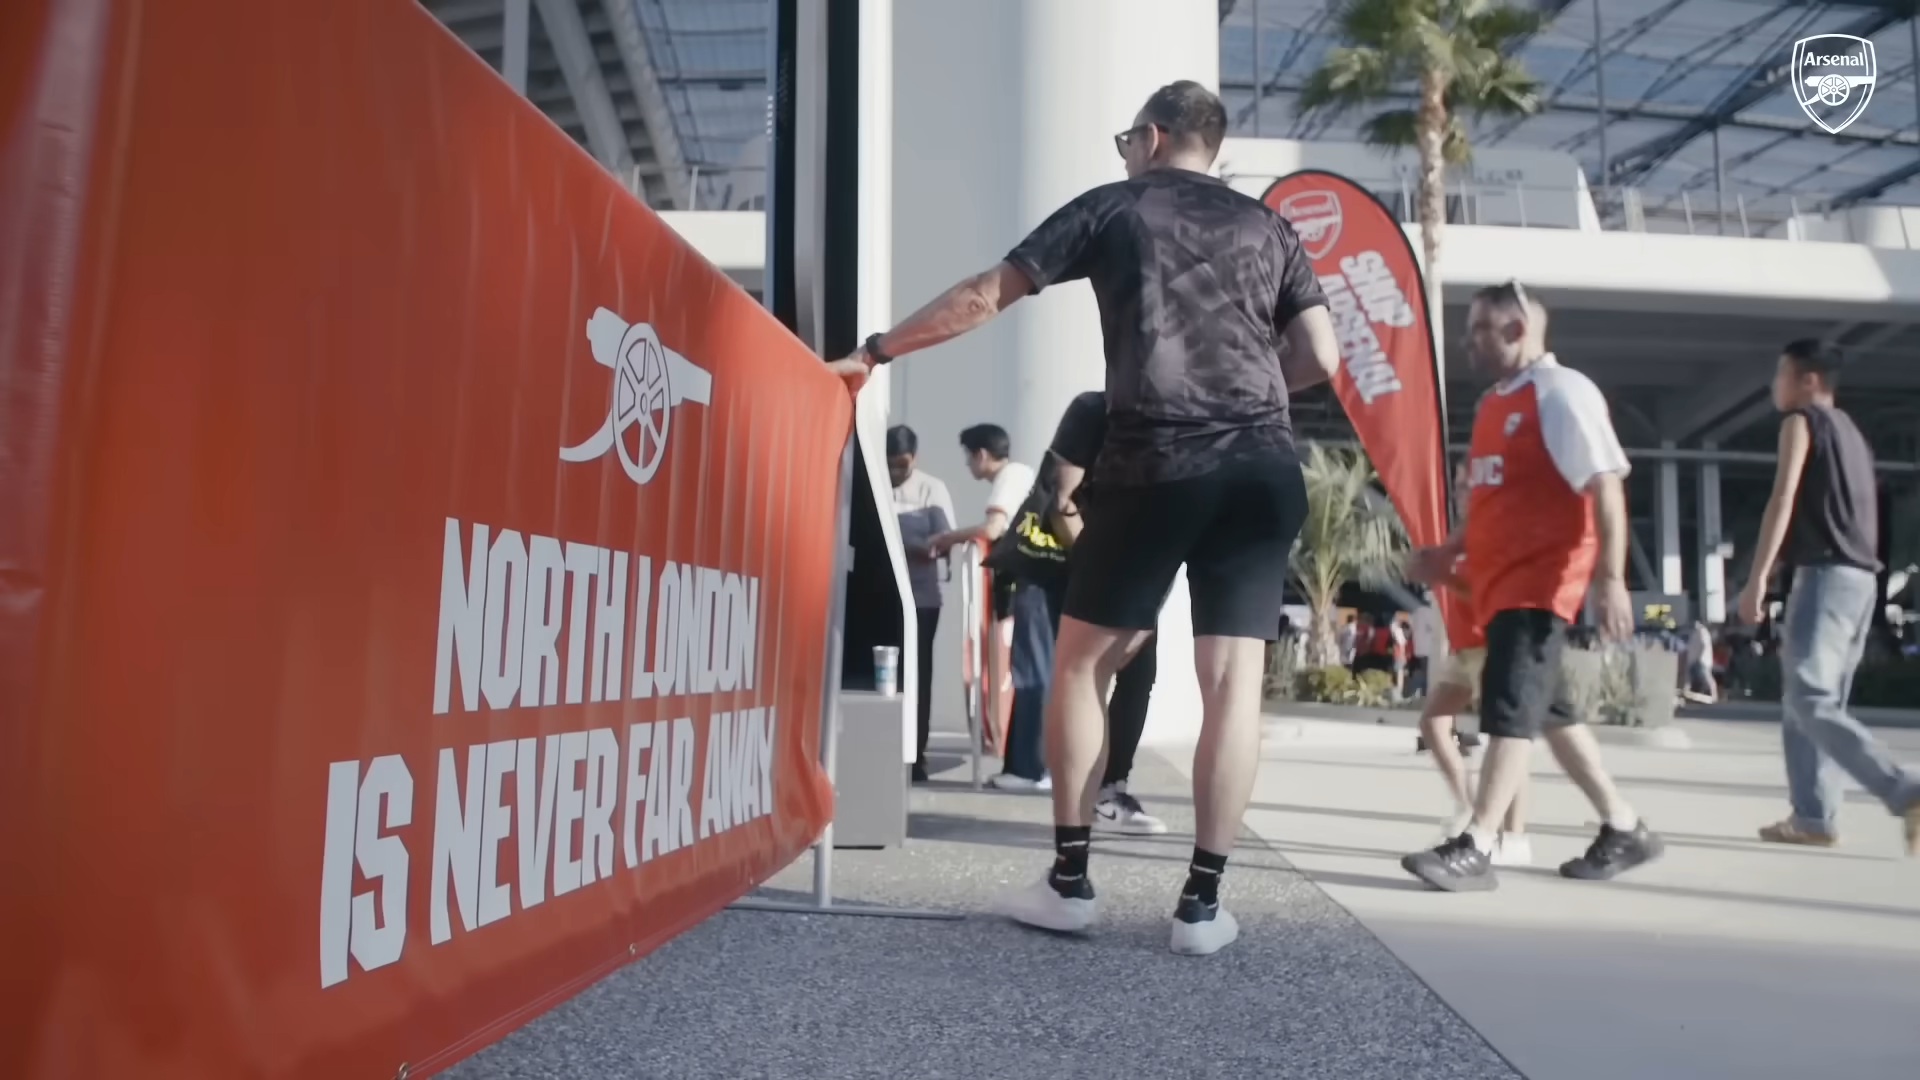 Arsenal
SHOP
ARSENAL
NORTH LONDON
IS NEVER FAR AWAY